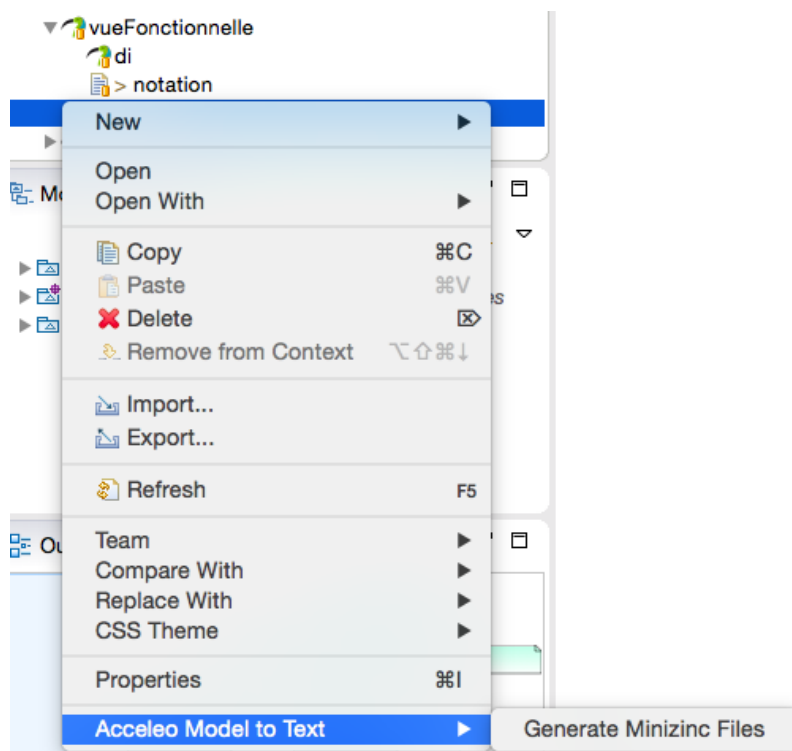 vueFonctionnelle
di
> notation
New
Open
Open With
Copy ⌘C
Paste ⌘V
Delete ⌦
Remove from Context ⌥⇧⌘↓
Import...
Export...
Refresh F5
Team
Compare With
Replace With
CSS Theme
Properties ⌘I
Acceleo Model to Text
Generate Minizinc Files